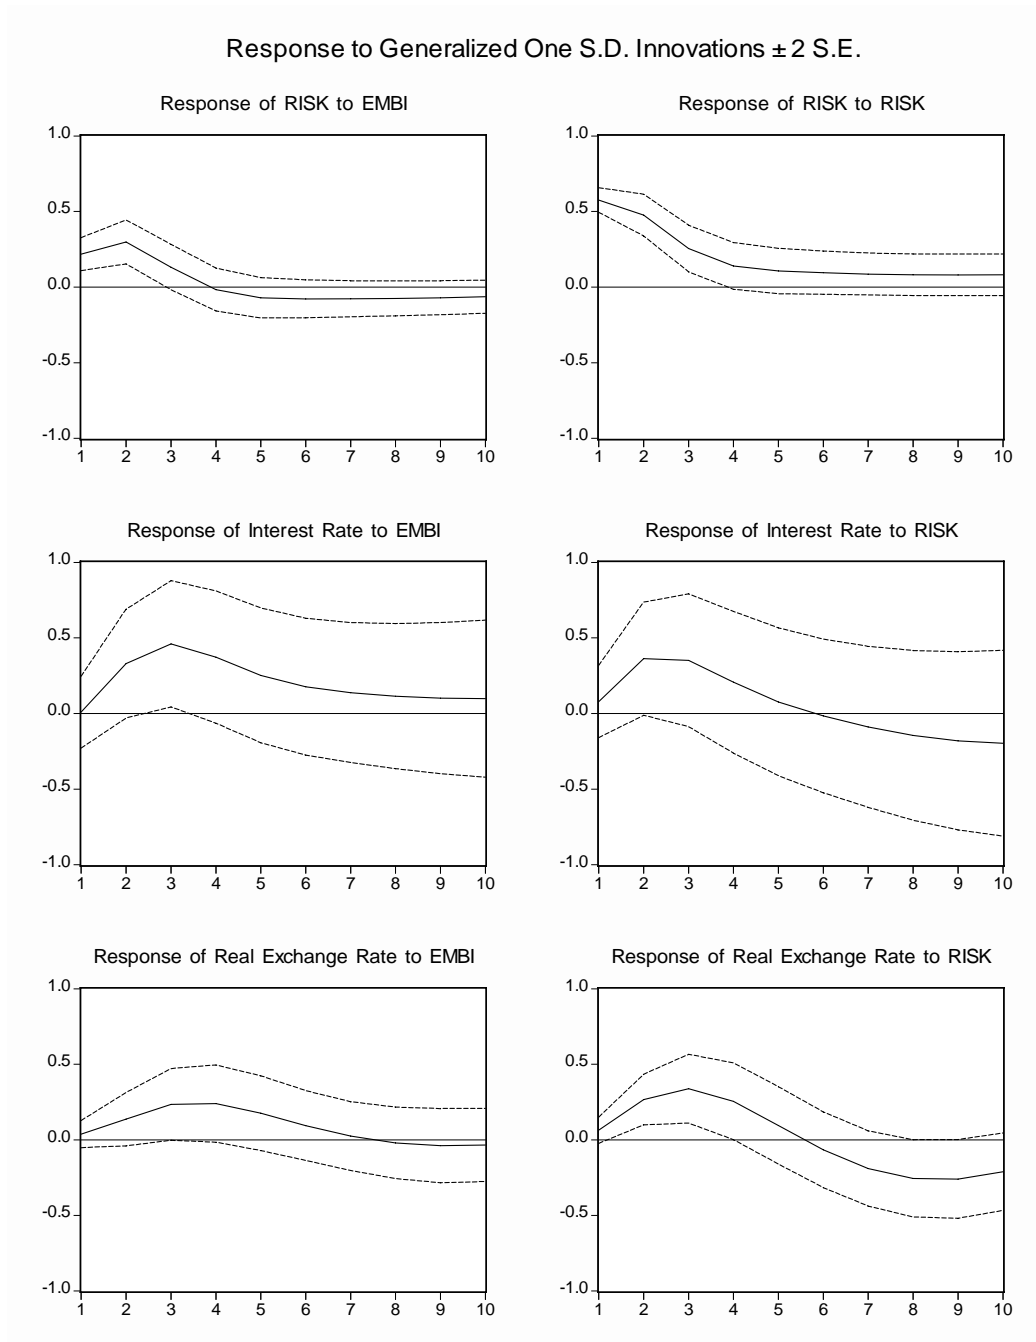 Response to Generalized One S.D. Innovations ± 2 S.E.
Response of RISK to EMBI
1.0
0.5
0.0
-0.5
-1.0
1 2 3 4 5 6 7 8 9 10
Response of RISK to RISK
1.0
0.5
0.0
-0.5
-1.0
1 2 3 4 5 6 7 8 9 10
Response of Interest Rate to EMBI
1.0
0.5
0.0
-0.5
-1.0
1 2 3 4 5 6 7 8 9 10
Response of Interest Rate to RISK
1.0
0.5
0.0
-0.5
-1.0
1 2 3 4 5 6 7 8 9 10
Response of Real Exchange Rate to EMBI
1.0
0.5
0.0
-0.5
-1.0
1 2 3 4 5 6 7 8 9 10
Response of Real Exchange Rate to RISK
1.0
0.5
0.0
-0.5
-1.0
1 2 3 4 5 6 7 8 9 10